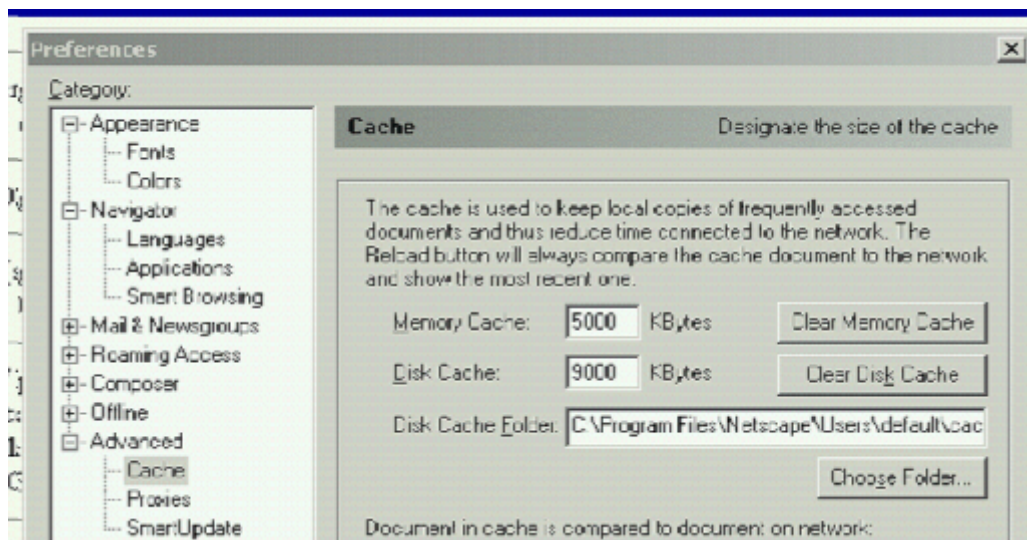 Preferences
Category:
Appearance
Fonts
Colors
Navigator
Languages
Applications
Smart Browsing
Mail & Newsgroups
Roaming Access
Composer
Offline
Advanced
Cache
Proxies
SmartUpdate
Cache
Designate the size of the cache
The cache is used to keep local copies of frequently accessed
documents and thus reduce time connected to the network. The
Reload button will always compare the cache document to the network
and show the most recent one.
Memory Cache: 5000 KBytes Clear Memory Cache
Disk Cache: 9000 KBytes Clear Disk Cache
Disk Cache Folder: C:\Program Files\Netscape\Users\default\cac
Choose Folder...
Document in cache is compared to document on network: